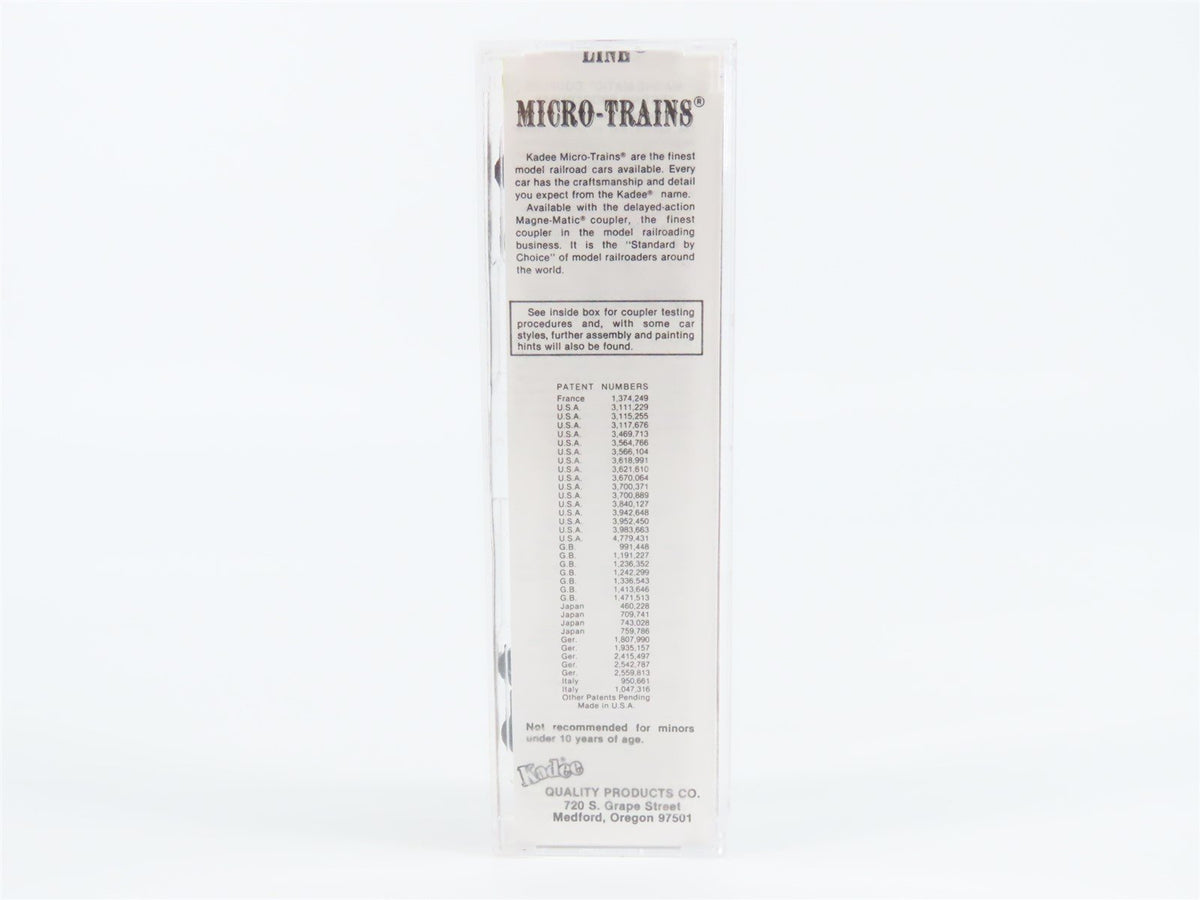 LINE®
MICRO-TRAINS®
Kadee Micro-Trains® are the finest
model railroad cars available. Every
car has the craftsmanship and detail
you expect from the Kadee® name.
Available with the delayed-action
Magne-Matic® coupler, the finest
coupler in the model railroading
business. It is the "Standard by
Choice" of model railroaders around
the world.
See inside box for coupler testing
procedures and, with some car
styles, further assembly and painting
hints will also be found.
PATENT NUMBERS
France 1,374,249
U.S.A. 3,111,229
U.S.A. 3,115,255
U.S.A. 3,117,676
U.S.A. 3,469,713
U.S.A. 3,564,766
U.S.A. 3,566,104
U.S.A. 3,618,991
U.S.A. 3,621,610
U.S.A. 3,670,064
U.S.A. 3,700,371
U.S.A. 3,700,889
U.S.A. 3,840,127
U.S.A. 3,942,648
U.S.A. 3,952,450
U.S.A. 3,983,663
U.S.A. 4,779,431
G.B. 991,448
G.B. 1,191,227
G.B. 1,236,352
G.B. 1,242,299
G.B. 1,336,543
G.B. 1,413,646
G.B. 1,471,513
Japan 460,228
Japan 709,741
Japan 743,028
Japan 759,786
Ger. 1,807,990
Ger. 1,935,157
Ger. 2,415,497
Ger. 2,542,787
Ger. 2,559,813
Italy 950,661
Italy 1,047,316
Other Patents Pending
Made in U.S.A.
Not recommended for minors
under 10 years of age.
Kadee
QUALITY PRODUCTS CO.
720 S. Grape Street
Medford, Oregon 97501